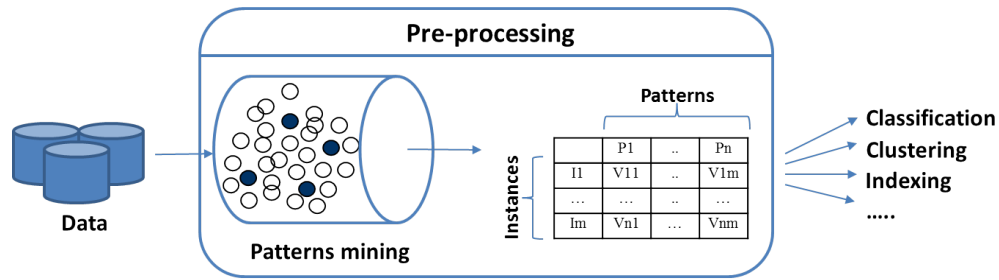 Pre-processing
Data
Patterns mining
Patterns
Instances
P1 .. Pn
I1 V11 .. V1m
... ... .. ...
Im Vn1 ... Vnm
Classification
Clustering
Indexing
.....